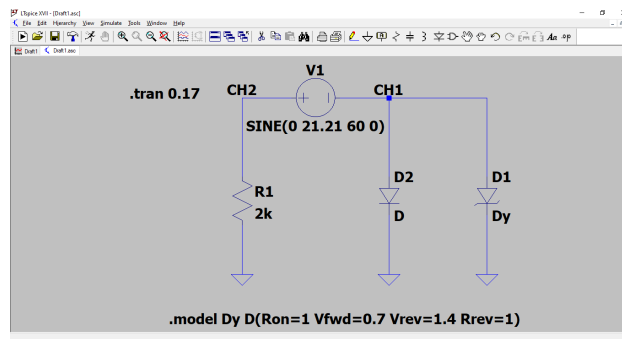 LTspice XVII - [Draft1.asc]
File Edit Hierarchy View Simulate Tools Window Help
Draft1 Draft1.asc
V1
.tran 0.17 CH2 CH1
SINE(0 21.21 60 0)
D2 D1
R1
2k D Dy
.model Dy D(Ron=1 Vfwd=0.7 Vrev=1.4 Rrev=1)